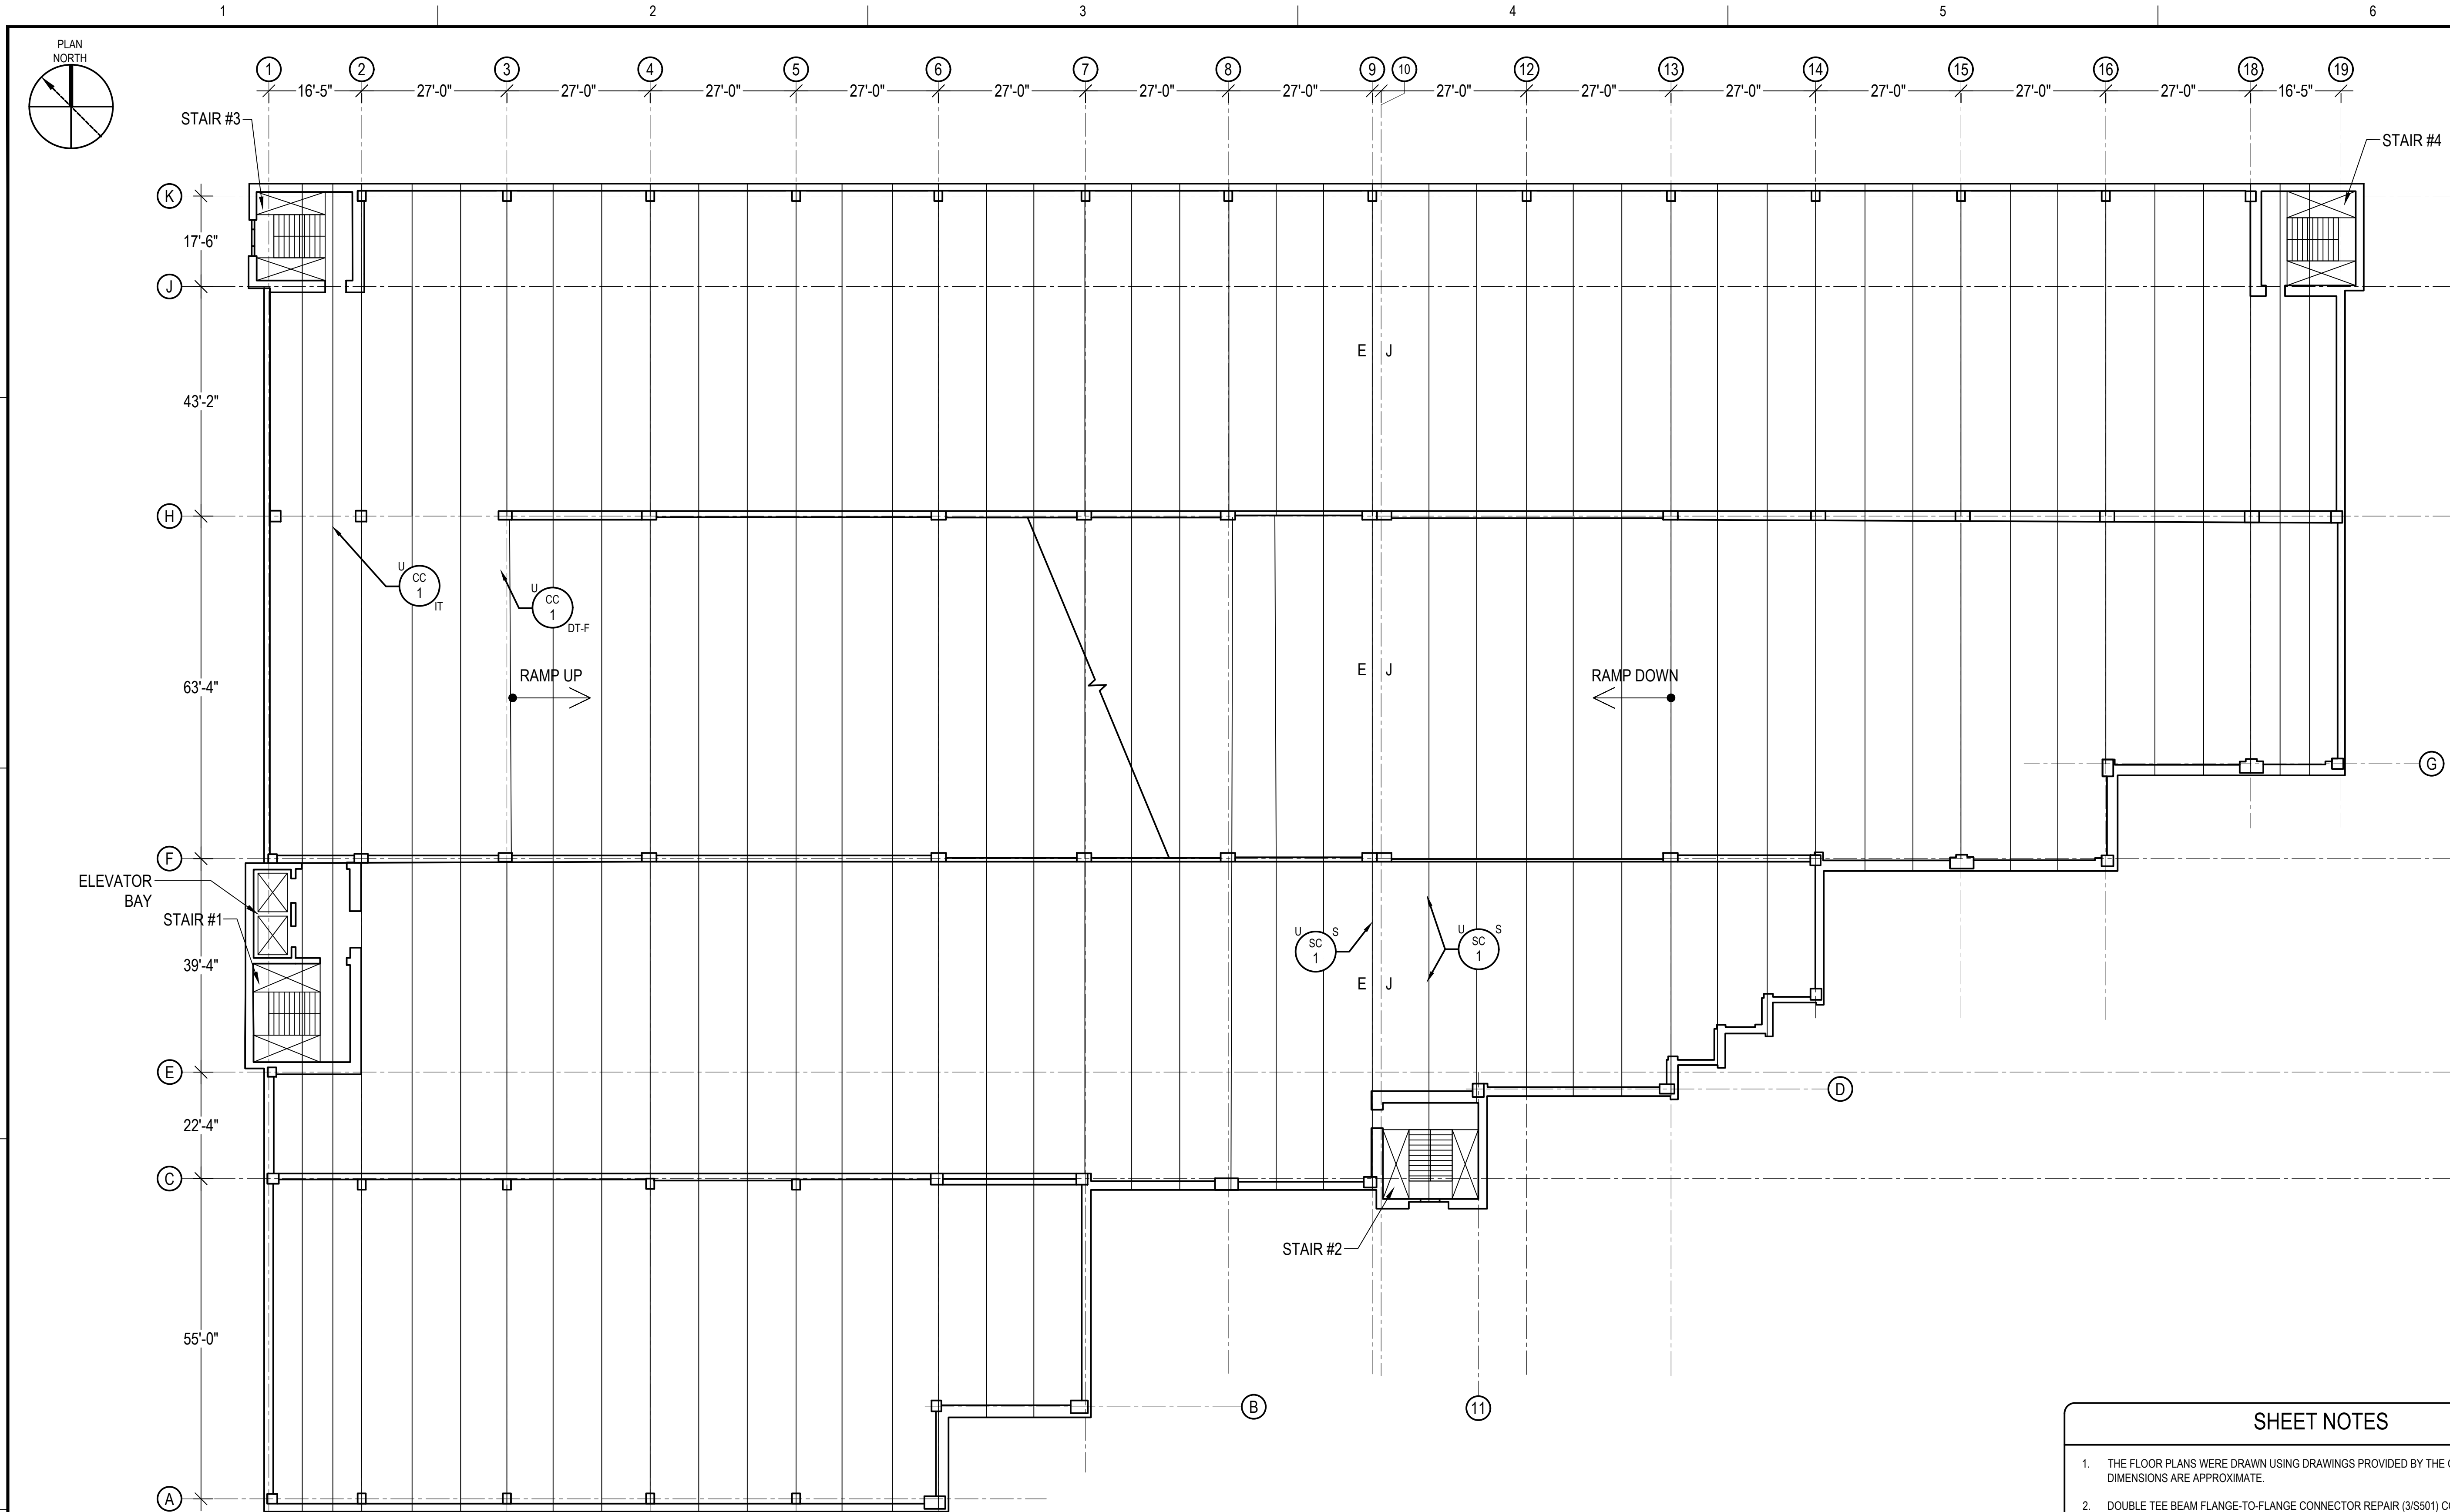 1 2 3 4 5 6
PLAN
NORTH
1 2 3 4 5 6 7 8 9 10 12 13 14 15 16 18 19
16'-5" 27'-0" 27'-0" 27'-0" 27'-0" 27'-0" 27'-0" 27'-0" 27'-0" 27'-0" 27'-0" 27'-0" 27'-0" 27'-0" 16'-5"
STAIR #3
STAIR #4
K
17'-6"
J
E J
43'-2"
H
U
CC
1
IT
U
CC
1
DT-F
RAMP UP
E J
RAMP DOWN
63'-4"
G
F
ELEVATOR
BAY
STAIR #1
U S
SC
1
U S
SC
1
39'-4"
E J
E
D
22'-4"
C
STAIR #2
55'-0"
B
11
A
SHEET NOTES
1. THE FLOOR PLANS WERE DRAWN USING DRAWINGS PROVIDED BY THE
DIMENSIONS ARE APPROXIMATE.
2. DOUBLE TEE BEAM FLANGE-TO-FLANGE CONNECTOR REPAIR (3/S501)